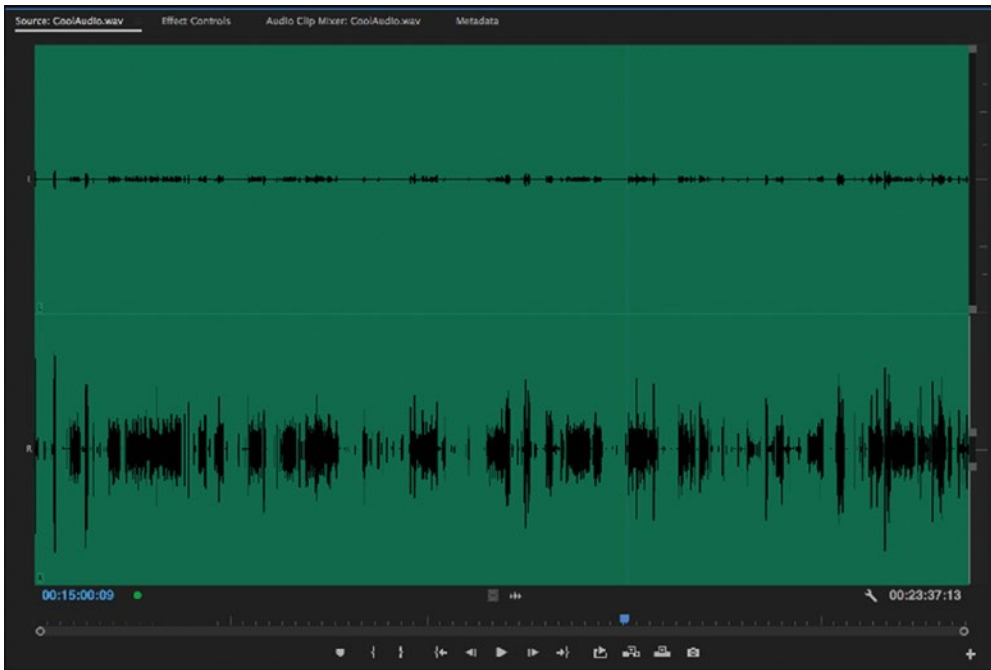 Source: CoolAudio.wav Effect Controls Audio Clip Mixer: CoolAudio.wav Metadata
L
L
R
R
00:15:00:09 00:23:37:13